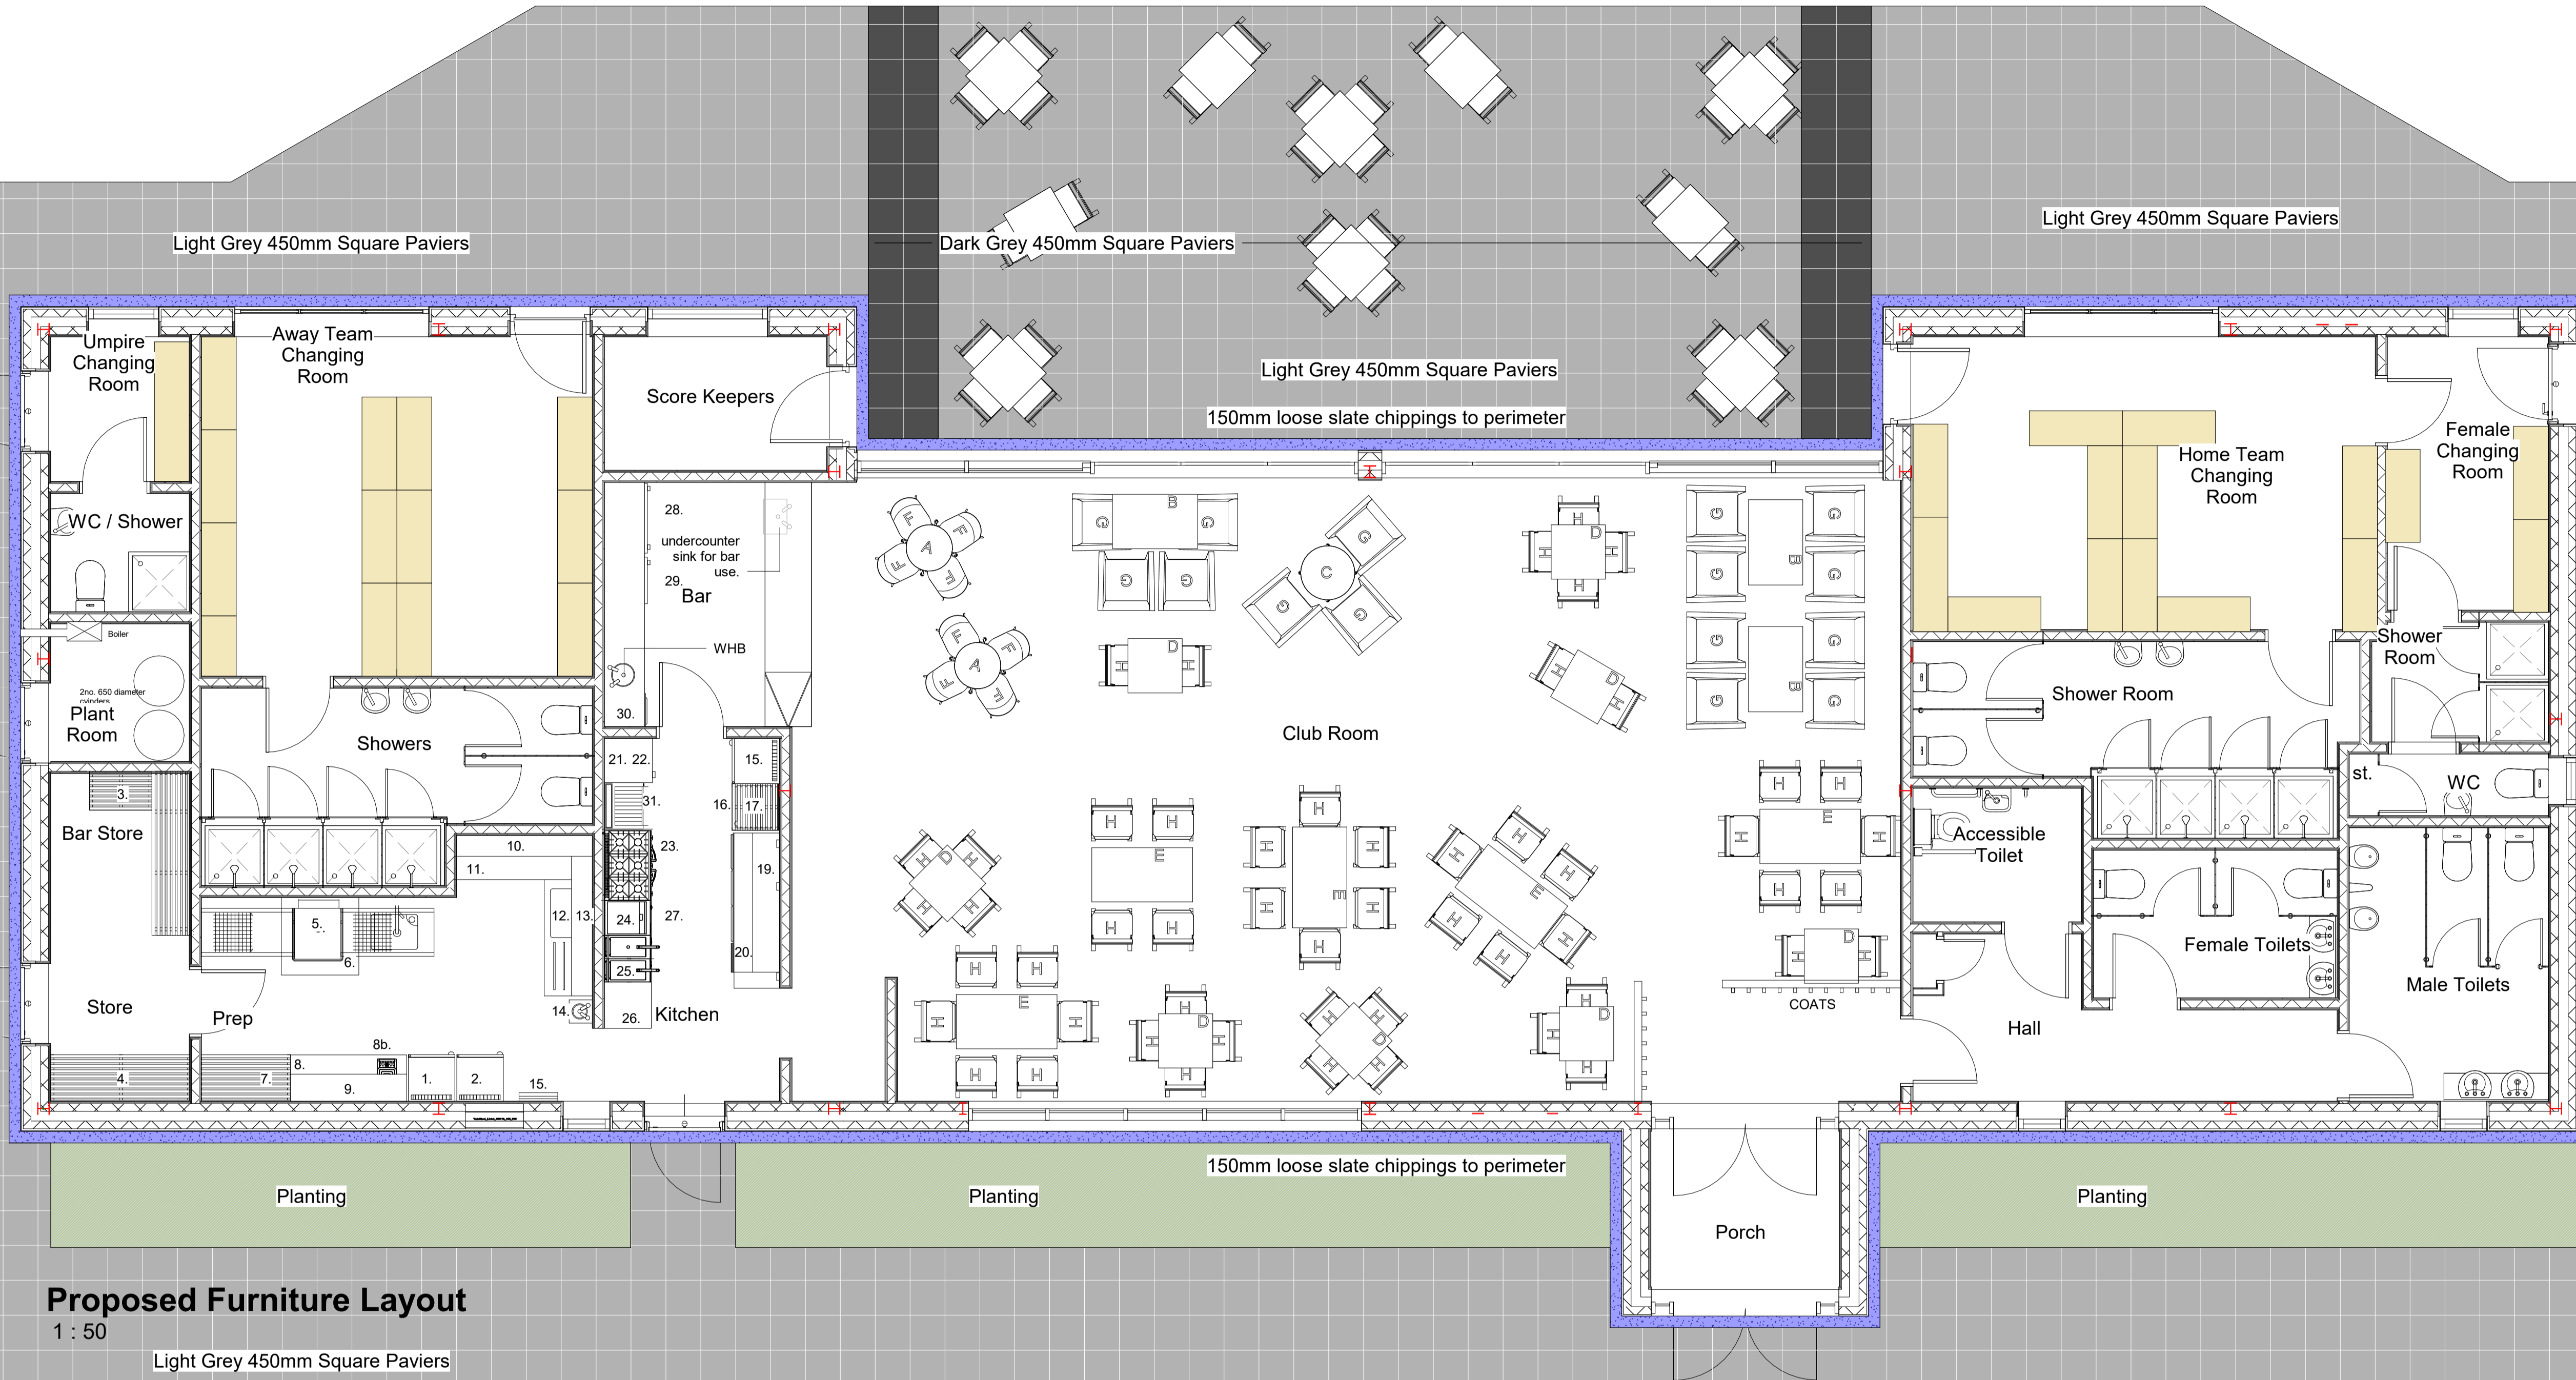 Light Grey 450mm Square Paviers
Dark Grey 450mm Square Paviers
Light Grey 450mm Square Paviers
Light Grey 450mm Square Paviers
150mm loose slate chippings to perimeter
Umpire
Changing
Room
Away Team
Changing
Room
Score Keepers
Home Team
Changing
Room
Female
Changing
Room
WC / Shower
Boiler
2no. 650 diameter
cylinders
Plant
Room
Showers
28.
undercounter
sink for bar
use.
29.
Bar
WHB
30.
F
F
F
F
A
F
F
F
F
A
B
G
G
G
G
D
H
H
C
G
G
G
D
H
H
H
H
D
H
H
B
G
G
G
G
B
G
G
G
G
Club Room
Shower
Room
Shower Room
st.
WC
Bar Store
3.
10.
11.
5.
6.
12.
13.
14.
Store
Prep
4.
7.
8.
8b.
9.
1.
2.
15.
21.
22.
31.
23.
24.
27.
25.
26.
Kitchen
15.
16.
17.
19.
20.
D
H
H
H
H
E
H
H
H
H
E
H
H
H
H
H
H
E
H
H
H
H
H
H
E
H
H
H
H
H
H
E
H
H
H
H
H
H
D
H
H
H
H
D
H
H
H
H
D
H
H
H
H
D
H
H
COATS
Accessible
Toilet
Female Toilets
Male Toilets
Hall
Planting
Planting
150mm loose slate chippings to perimeter
Planting
Porch
Proposed Furniture Layout
1 : 50
Light Grey 450mm Square Paviers